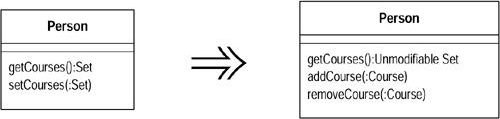 Person
getCourses():Set
setCourses(:Set)
Person
getCourses():Unmodifiable Set
addCourse(:Course)
removeCourse(:Course)